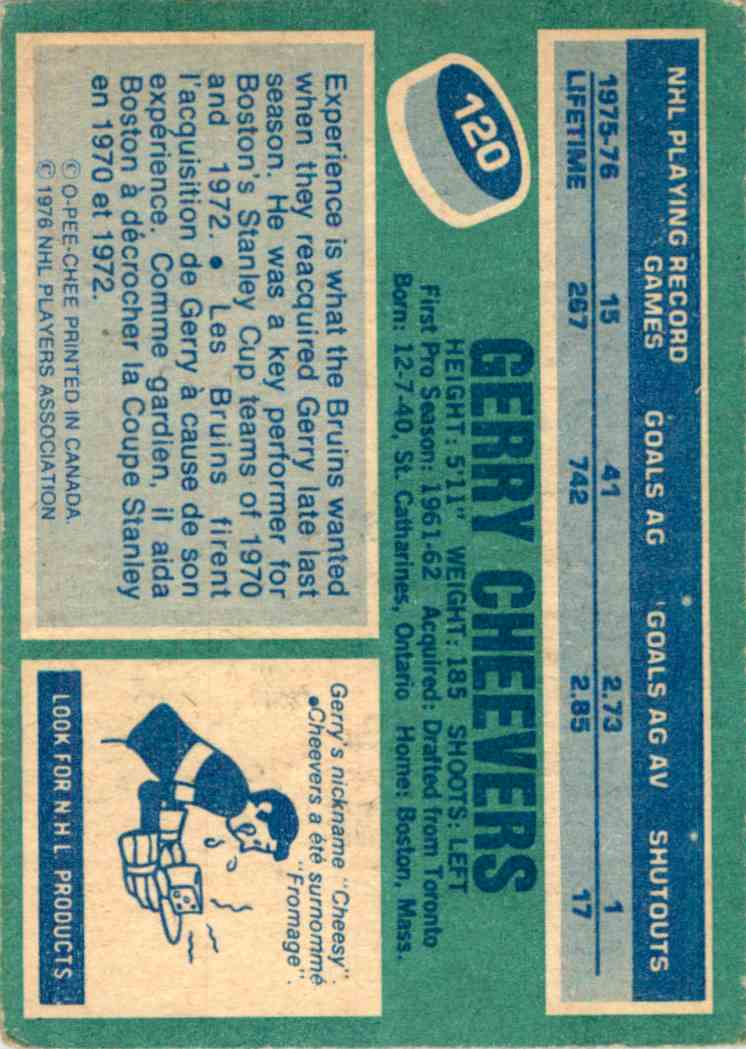 NHL PLAYING RECORD
GAMES GOALS AG GOALS AG AV SHUTOUTS
1975-76 15 41 2.73 1
LIFETIME 267 742 2.85 17
120
GERRY CHEEVERS
HEIGHT: 5'11" WEIGHT: 185 SHOOTS: LEFT
First Pro Season: 1961-62 Acquired: Drafted from Toronto
Born: 12-7-40, St. Catharines, Ontario Home: Boston, Mass.
Experience is what the Bruins wanted
when they reacquired Gerry late last
season. He was a key performer for
Boston's Stanley Cup teams of 1970
and 1972. • Les Bruins firent
l'acquisition de Gerry à cause de son
expérience. Comme gardien, il aida
Boston à décrocher la Coupe Stanley
en 1970 et 1972.
© O-PEE-CHEE PRINTED IN CANADA.
© 1976 NHL PLAYERS ASSOCIATION
Gerry's nickname "Cheesy".
•Cheevers a été surnommé
"Fromage".
LOOK FOR N.H.L. PRODUCTS